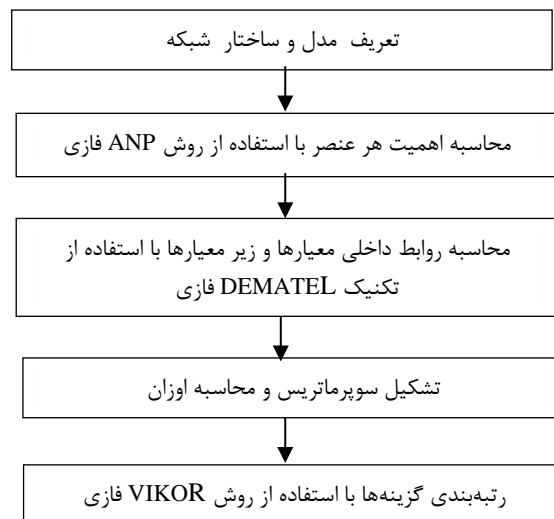 تعریف مدل و ساختار شبکه
محاسبه اهمیت هر عنصر با استفاده از روش ANP فازی
محاسبه روابط داخلی معیارها و زیر معیارها با استفاده از
تکنیک DEMATEL فازی
تشکیل سوپرماتریس و محاسبه اوزان
رتبه‌بندی گزینه‌ها با استفاده از روش VIKOR فازی